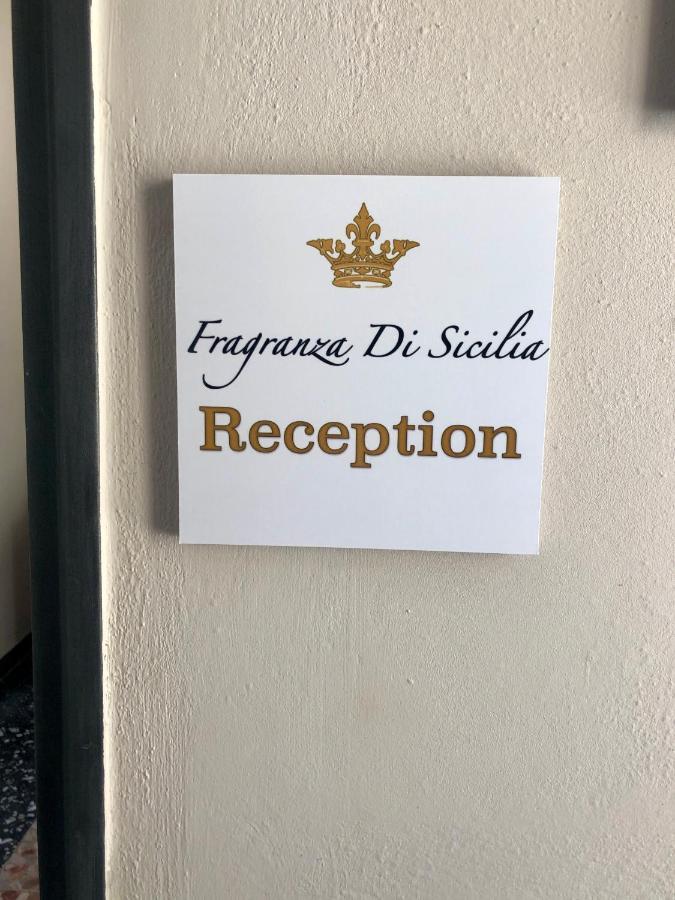 Fragranza Di Sicilia
Reception